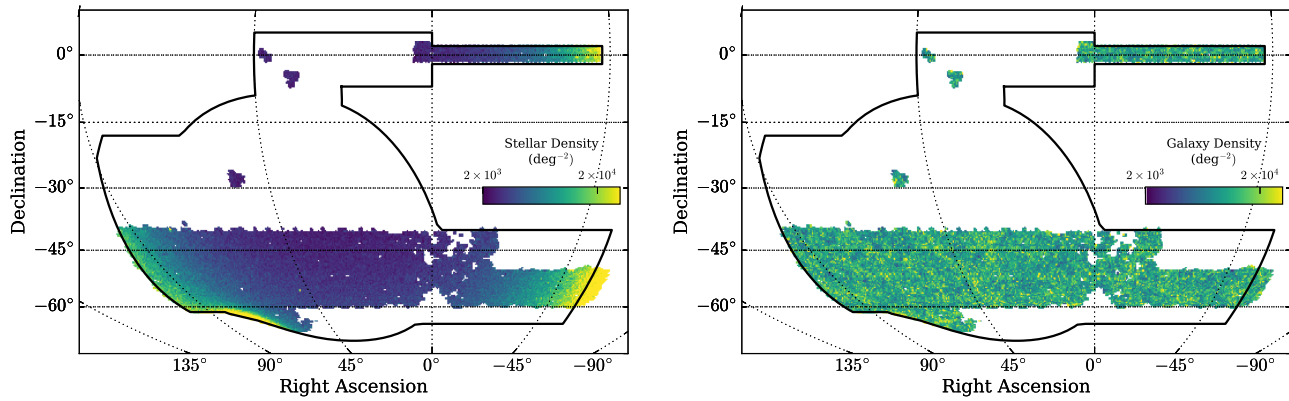 0°
−15°
−30°
−45°
−60°
Declination
Stellar Density
(deg⁻²)
2 × 10³
2 × 10⁴
135°
90°
45°
0°
−45°
−90°
Right Ascension
0°
−15°
−30°
−45°
−60°
Declination
Galaxy Density
(deg⁻²)
2 × 10³
2 × 10⁴
135°
90°
45°
0°
−45°
−90°
Right Ascension